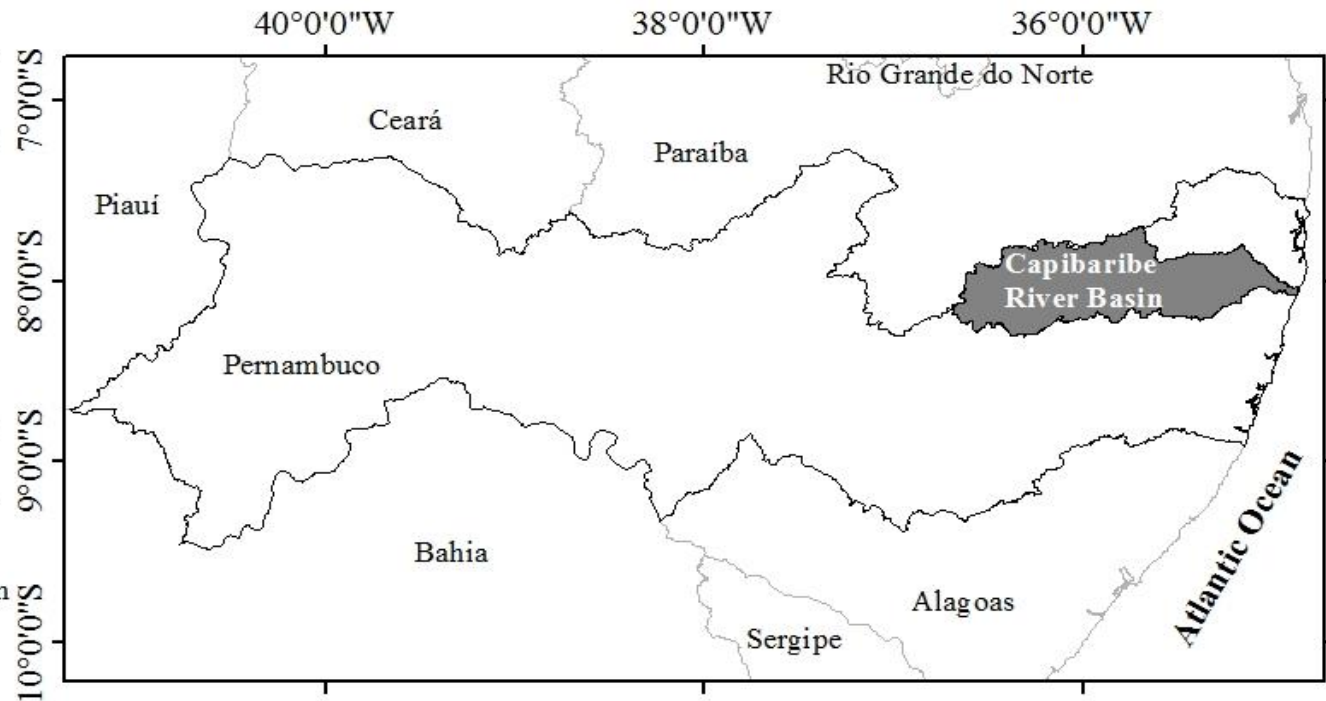 40°0'0"W 38°0'0"W 36°0'0"W
7°0'0"S
8°0'0"S
9°0'0"S
10°0'0"S
Rio Grande do Norte
Ceará
Paraíba
Piauí
Capibaribe
River Basin
Pernambuco
Atlantic Ocean
Bahia
Alagoas
Sergipe